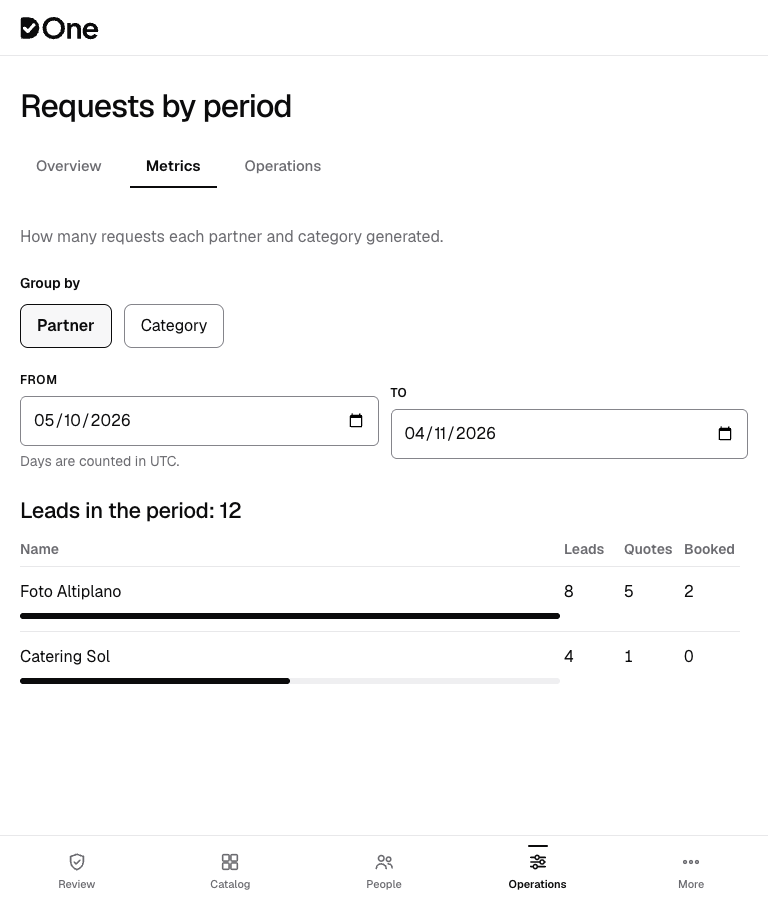 One
Requests by period
Overview Metrics Operations
How many requests each partner and category generated.
Group by
Partner Category
FROM
05/10/2026
Days are counted in UTC.
TO
04/11/2026
Leads in the period: 12
Name Leads Quotes Booked
Foto Altiplano 8 5 2
Catering Sol 4 1 0
Review Catalog People Operations More